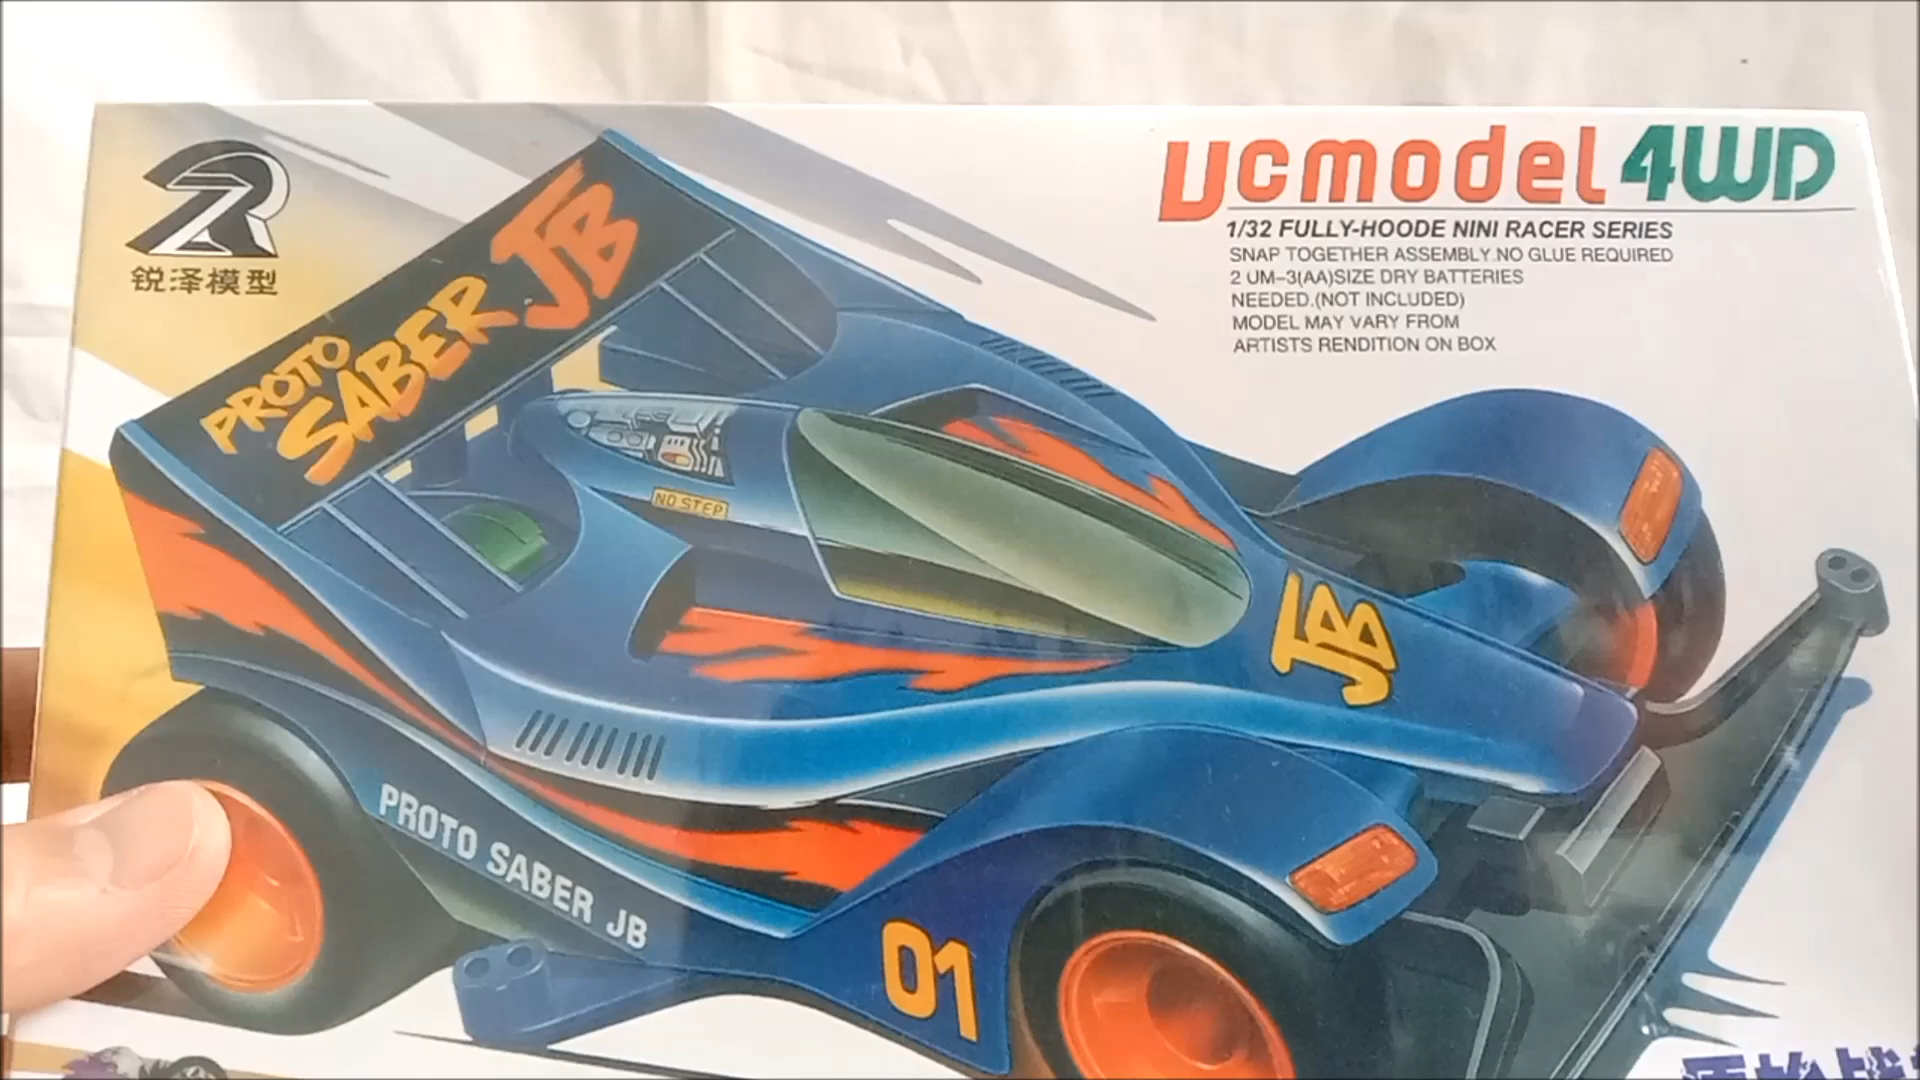 锐泽模型
VCmodel 4WD
1/32 FULLY-HOODE NINI RACER SERIES
SNAP TOGETHER ASSEMBLY.NO GLUE REQUIRED
2 UM-3(AA)SIZE DRY BATTERIES
NEEDED.(NOT INCLUDED)
MODEL MAY VARY FROM
ARTISTS RENDITION ON BOX
PROTO
SABER JB
NO STEP
JB
PROTO SABER JB
01